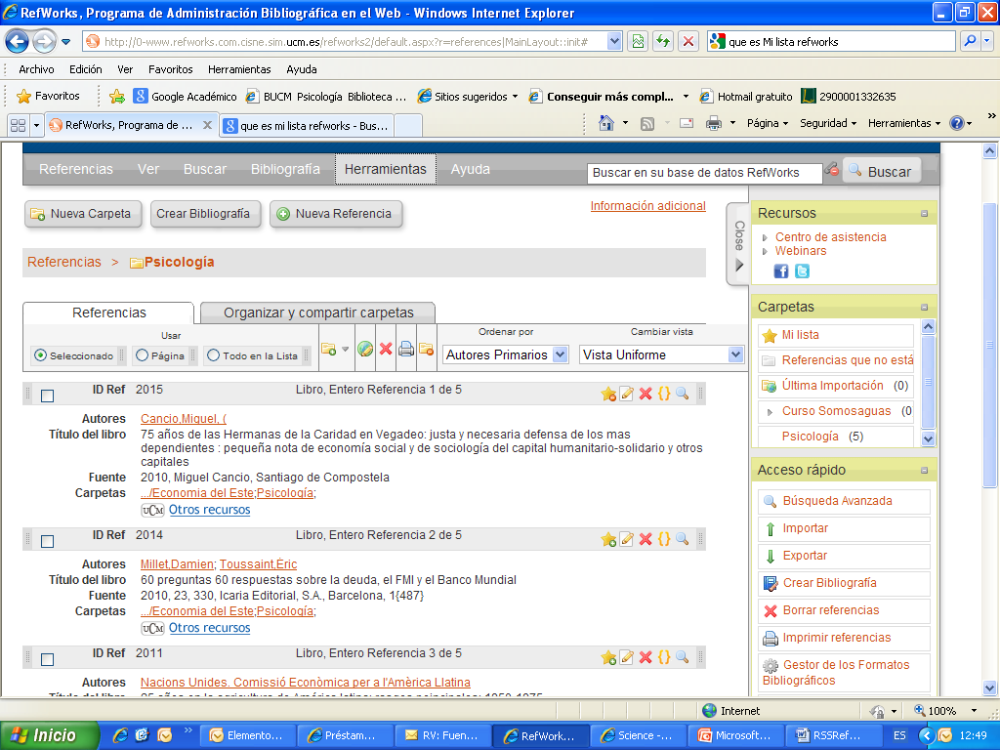 RefWorks, Programa de Administración Bibliográfica en el Web - Windows Internet Explorer
http://0-www.refworks.com.cisne.sim.ucm.es/refworks2/default.aspx?r=references|MainLayout::init#
que es Mi lista refworks
Archivo Edición Ver Favoritos Herramientas Ayuda
Favoritos Google Académico BUCM Psicología Biblioteca ... Sitios sugeridos Conseguir más compl... Hotmail gratuito 2900001332635
RefWorks, Programa de ... que es mi lista refworks - Bus... Página Seguridad Herramientas
Referencias Ver Buscar Bibliografía Herramientas Ayuda Buscar en su base de datos RefWorks Buscar
Nueva Carpeta Crear Bibliografía Nueva Referencia Información adicional
Referencias > Psicología
Referencias Organizar y compartir carpetas
Usar Ordenar por Cambiar vista
Seleccionado Página Todo en la Lista Autores Primarios Vista Uniforme
ID Ref 2015 Libro, Entero Referencia 1 de 5
Autores Cancio,Miguel, (
Título del libro 75 años de las Hermanas de la Caridad en Vegadeo: justa y necesaria defensa de los mas
dependientes : pequeña nota de economía social y de sociología del capital humanitario-solidario y otros
capitales
Fuente 2010, Miguel Cancio, Santiago de Compostela
Carpetas .../Economia del Este;Psicología;
UCM Otros recursos
ID Ref 2014 Libro, Entero Referencia 2 de 5
Autores Millet,Damien; Toussaint,Éric
Título del libro 60 preguntas 60 respuestas sobre la deuda, el FMI y el Banco Mundial
Fuente 2010, 23, 330, Icaria Editorial, S.A., Barcelona, 1{487}
Carpetas .../Economia del Este;Psicología;
UCM Otros recursos
ID Ref 2011 Libro, Entero Referencia 3 de 5
Autores Nacions Unides. Comissió Econòmica per a l'Amèrica Llatina
Close
Recursos
Centro de asistencia
Webinars
Carpetas
Mi lista
Referencias que no está
Última Importación (0)
Curso Somosaguas (0
Psicología (5)
Acceso rápido
Búsqueda Avanzada
Importar
Exportar
Crear Bibliografía
Borrar referencias
Imprimir referencias
Gestor de los Formatos
Bibliográficos
Internet 100%
Inicio Elemento... Préstam... RV: Fuen... RefWork... Science -... Microsoft... RSSRef... ES 12:49